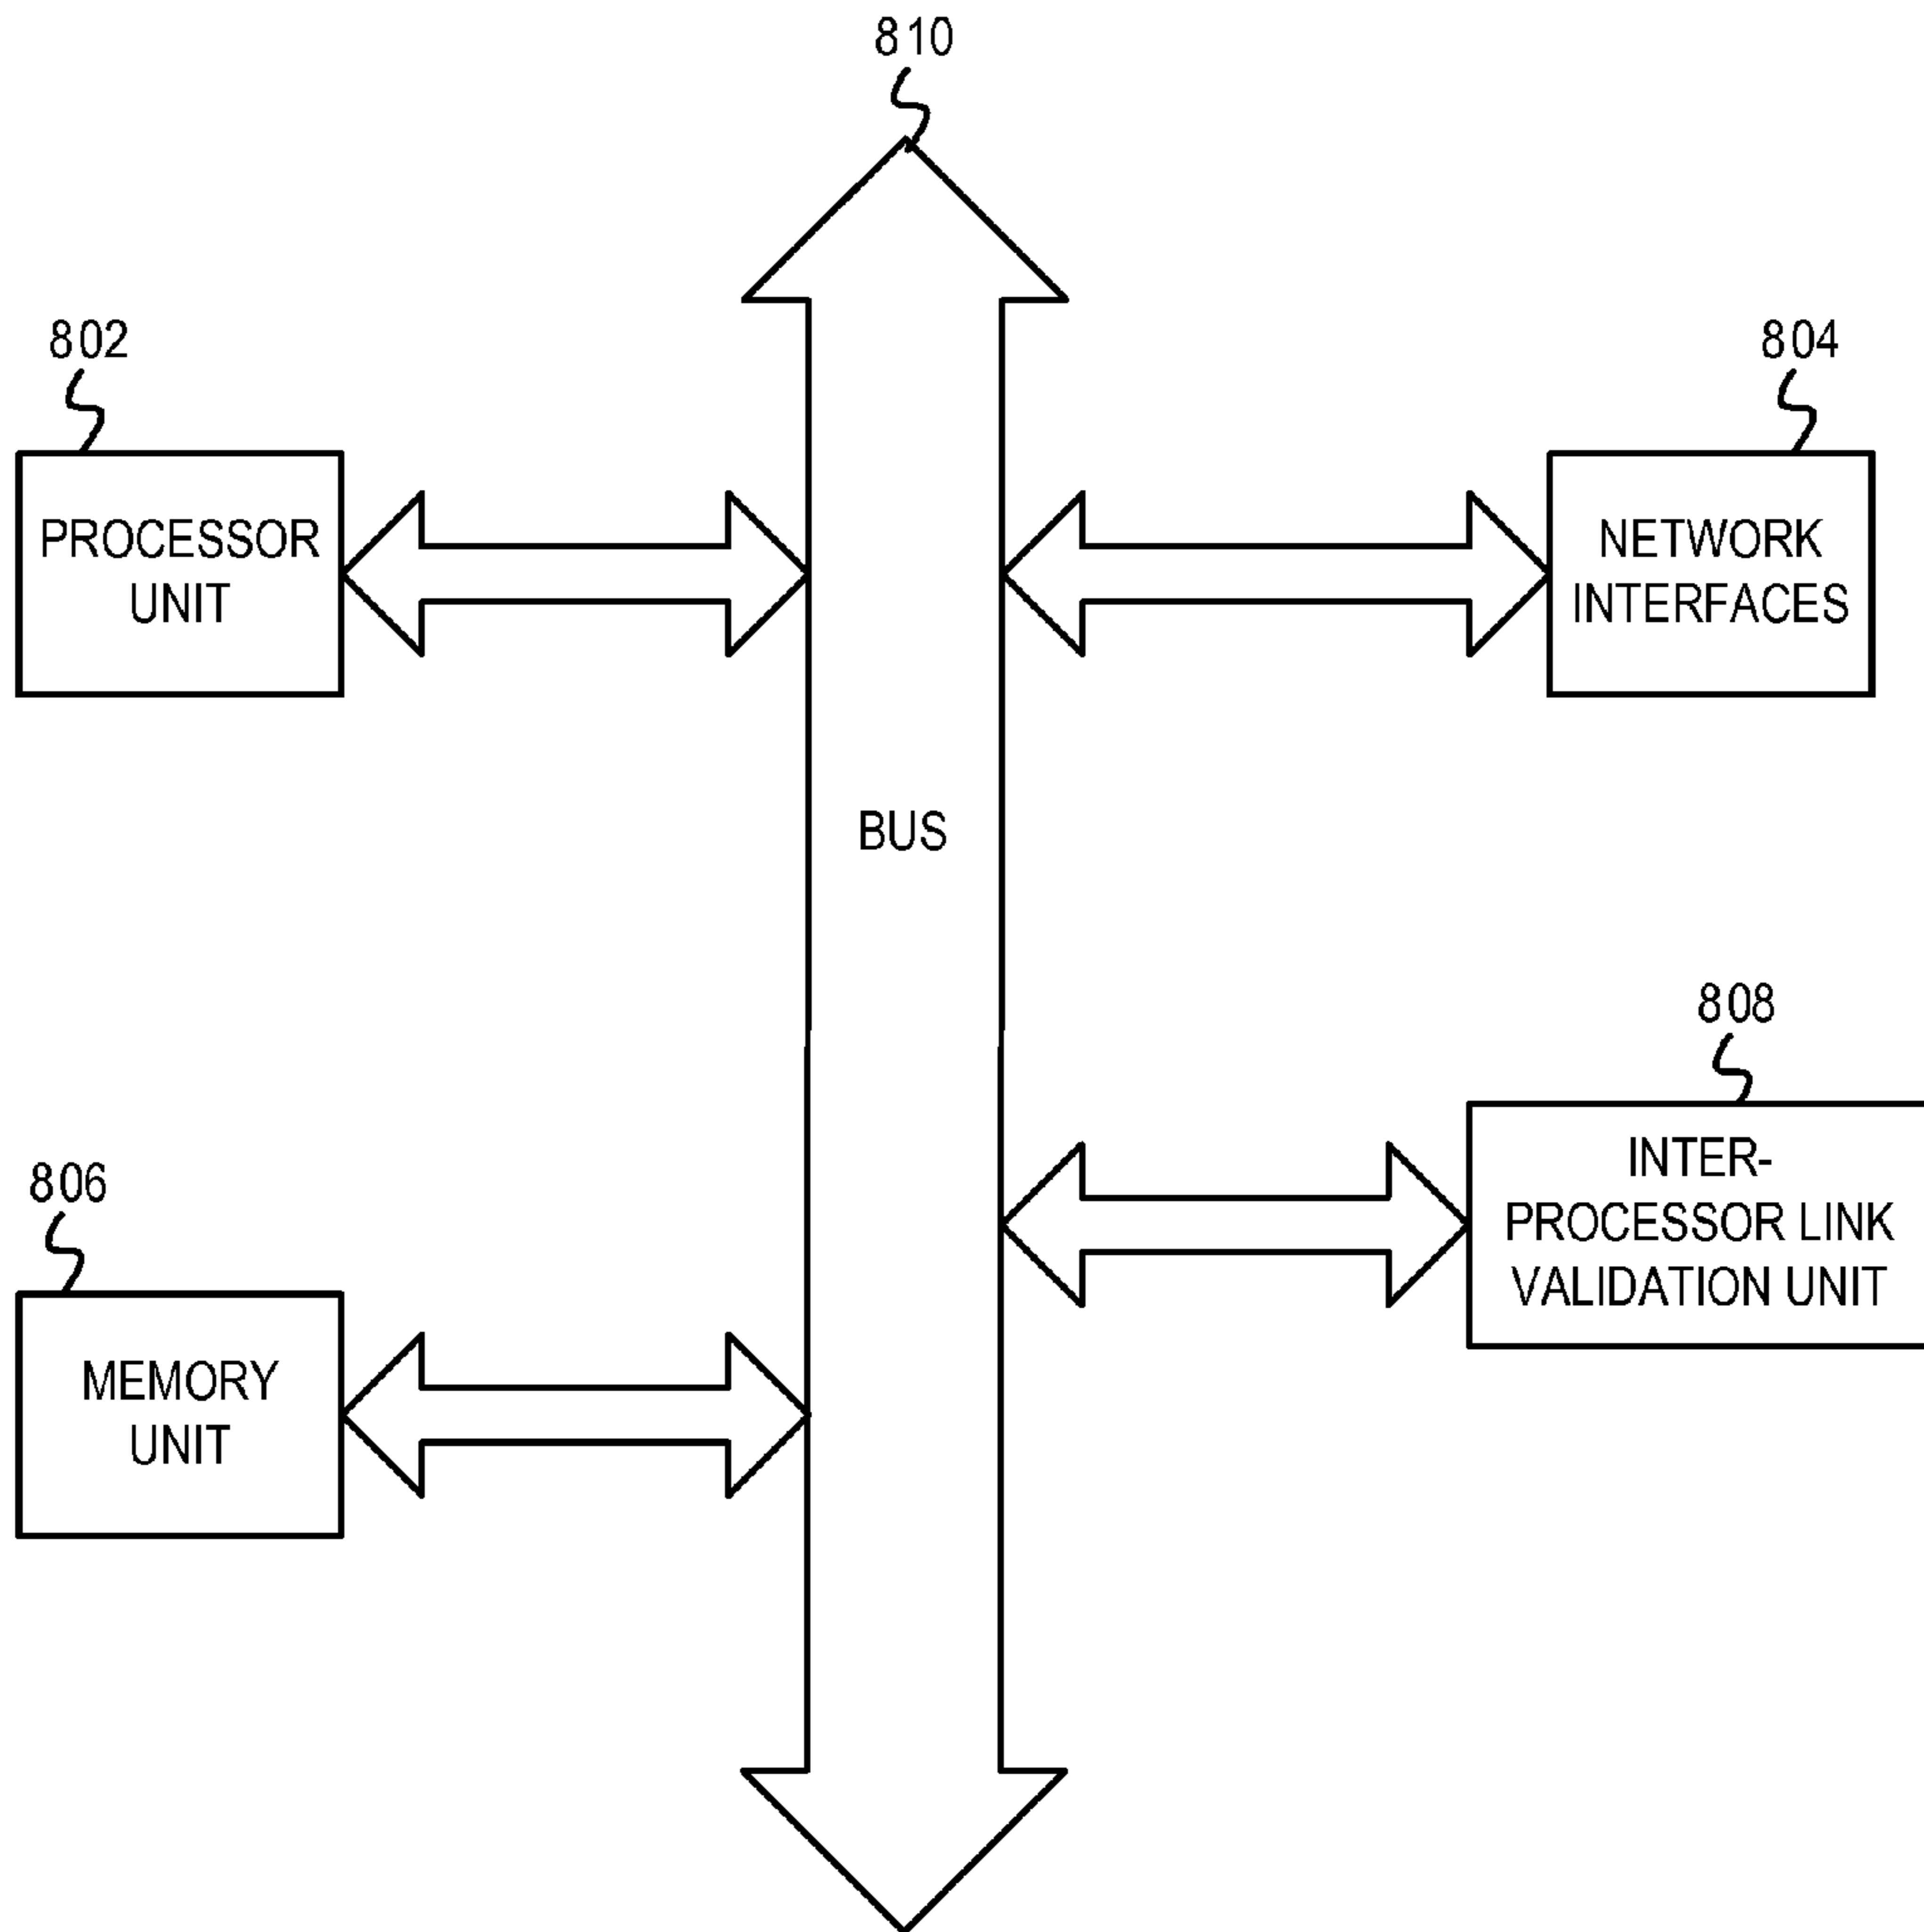 810
802
804
PROCESSOR
UNIT
NETWORK
INTERFACES
BUS
808
INTER-
PROCESSOR LINK
VALIDATION UNIT
806
MEMORY
UNIT